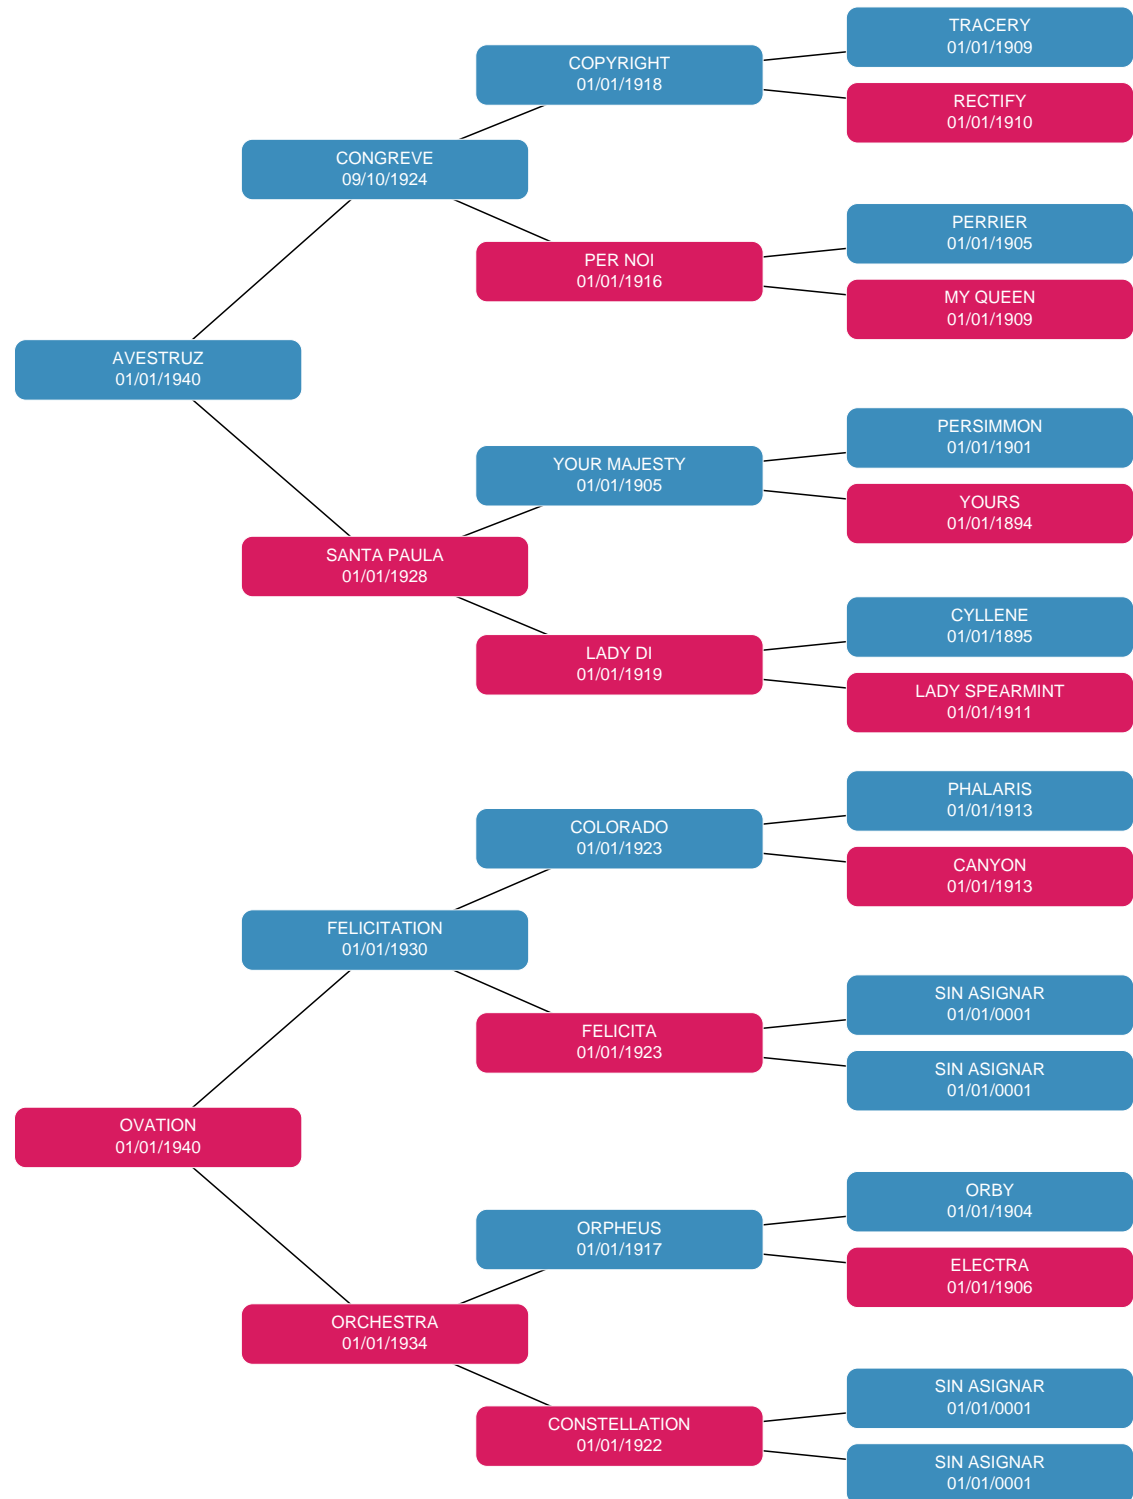 TRACERY
01/01/1909
COPYRIGHT
01/01/1918
RECTIFY
01/01/1910
CONGREVE
09/10/1924
PERRIER
01/01/1905
PER NOI
01/01/1916
MY QUEEN
01/01/1909
AVESTRUZ
01/01/1940
PERSIMMON
01/01/1901
YOUR MAJESTY
01/01/1905
YOURS
01/01/1894
SANTA PAULA
01/01/1928
CYLLENE
01/01/1895
LADY DI
01/01/1919
LADY SPEARMINT
01/01/1911
PHALARIS
01/01/1913
COLORADO
01/01/1923
CANYON
01/01/1913
FELICITATION
01/01/1930
SIN ASIGNAR
01/01/0001
FELICITA
01/01/1923
SIN ASIGNAR
01/01/0001
OVATION
01/01/1940
ORBY
01/01/1904
ORPHEUS
01/01/1917
ELECTRA
01/01/1906
ORCHESTRA
01/01/1934
SIN ASIGNAR
01/01/0001
CONSTELLATION
01/01/1922
SIN ASIGNAR
01/01/0001